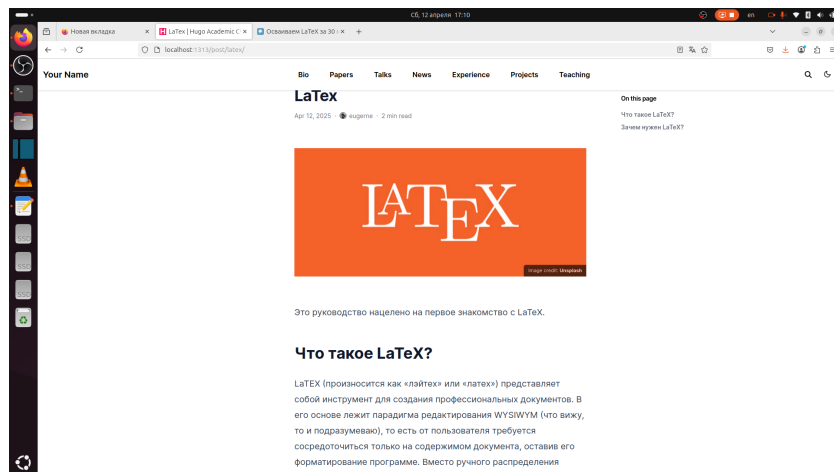 Сб, 12 апреля 17:10
en
Новая вкладка
LaTex | Hugo Academic C
Осваиваем LaTeX за 30
localhost:1313/post/latex/
Your Name
Bio Papers Talks News Experience Projects Teaching
LaTex
Apr 12, 2025 · eugerne · 2 min read
On this page
Что такое LaTeX?
Зачем нужен LaTeX?
LATEX
Image credit: Unsplash
Это руководство нацелено на первое знакомство с LaTeX.
Что такое LaTeX?
LaTEX (произносится как «лэйтех» или «латех») представляет
собой инструмент для создания профессиональных документов. В
его основе лежит парадигма редактирования WYSIWYM (что вижу,
то и подразумеваю), то есть от пользователя требуется
сосредоточиться только на содержимом документа, оставив его
форматирование программе. Вместо ручного распределения